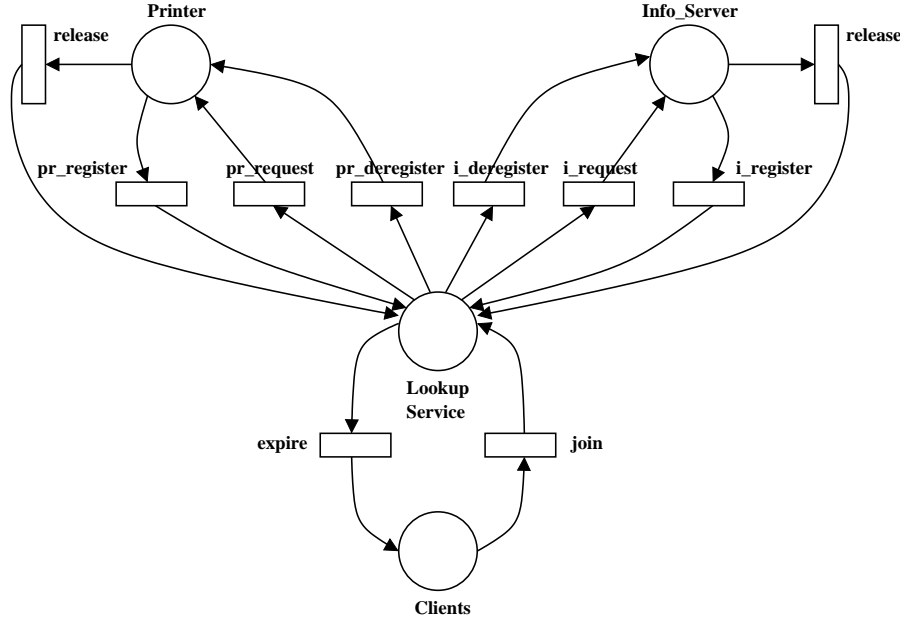 Printer
Info_Server
release
release
pr_register
pr_request
pr_deregister
i_deregister
i_request
i_register
Lookup
Service
expire
join
Clients